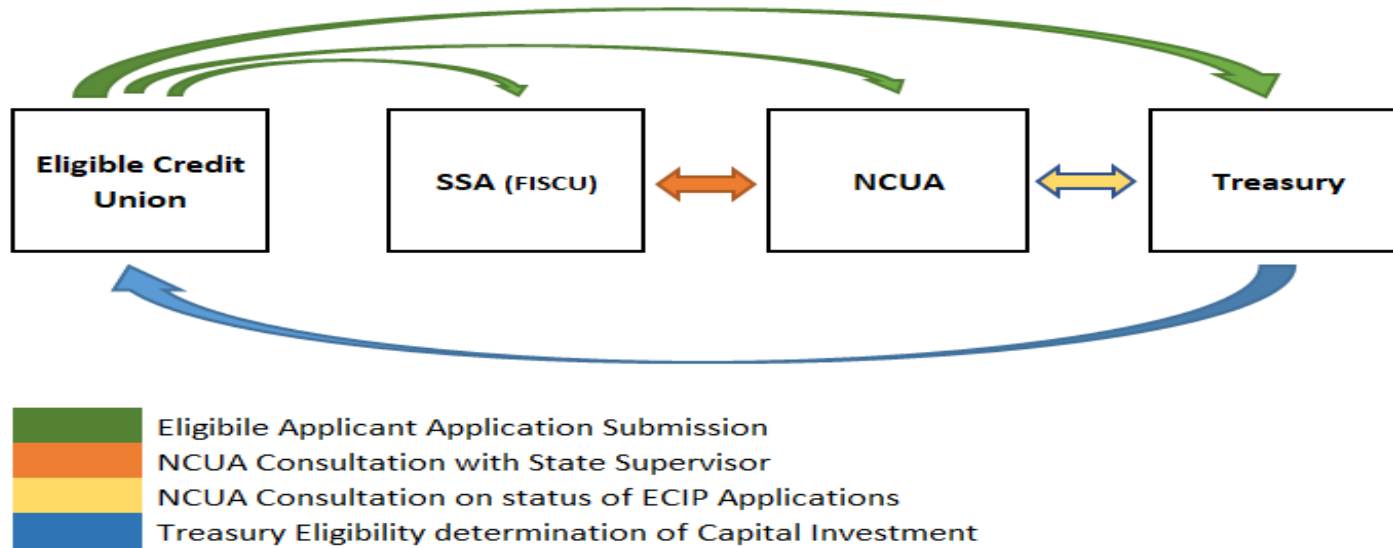 Eligible Credit
Union
SSA (FISCU)
NCUA
Treasury
Eligibile Applicant Application Submission
NCUA Consultation with State Supervisor
NCUA Consultation on status of ECIP Applications
Treasury Eligibility determination of Capital Investment